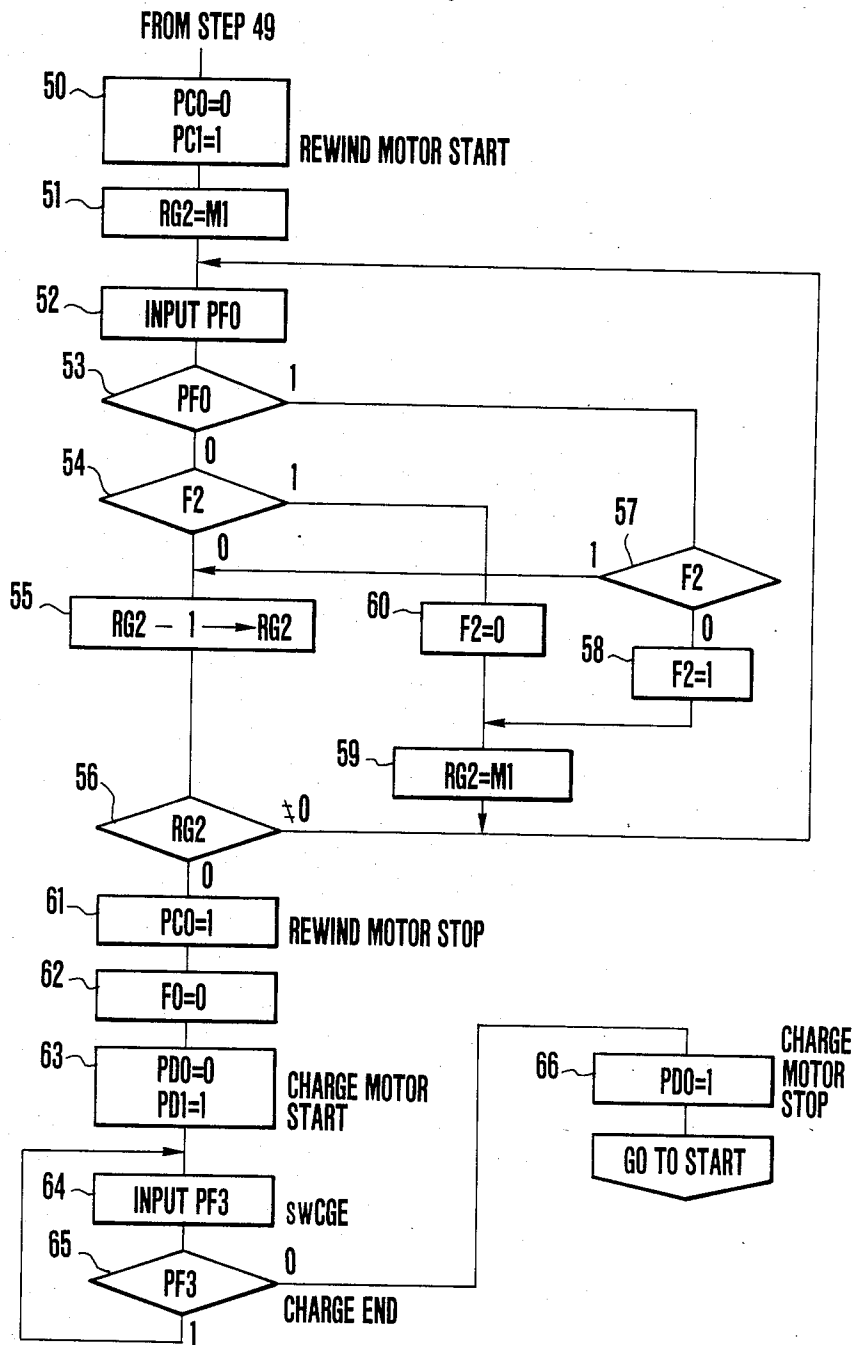 FROM STEP 49
50
PC0=0
PC1=1
REWIND MOTOR START
51
RG2=M1
52
INPUT PF0
53
PF0
1
0
54
F2
1
0
57
F2
1
0
55
RG2 − 1 → RG2
60
F2=0
58
F2=1
59
RG2=M1
56
RG2
≠0
0
61
PC0=1
REWIND MOTOR STOP
62
F0=0
63
PD0=0
PD1=1
CHARGE MOTOR
START
64
INPUT PF3
SWCGE
65
PF3
0
CHARGE END
1
66
PD0=1
CHARGE
MOTOR
STOP
GO TO START